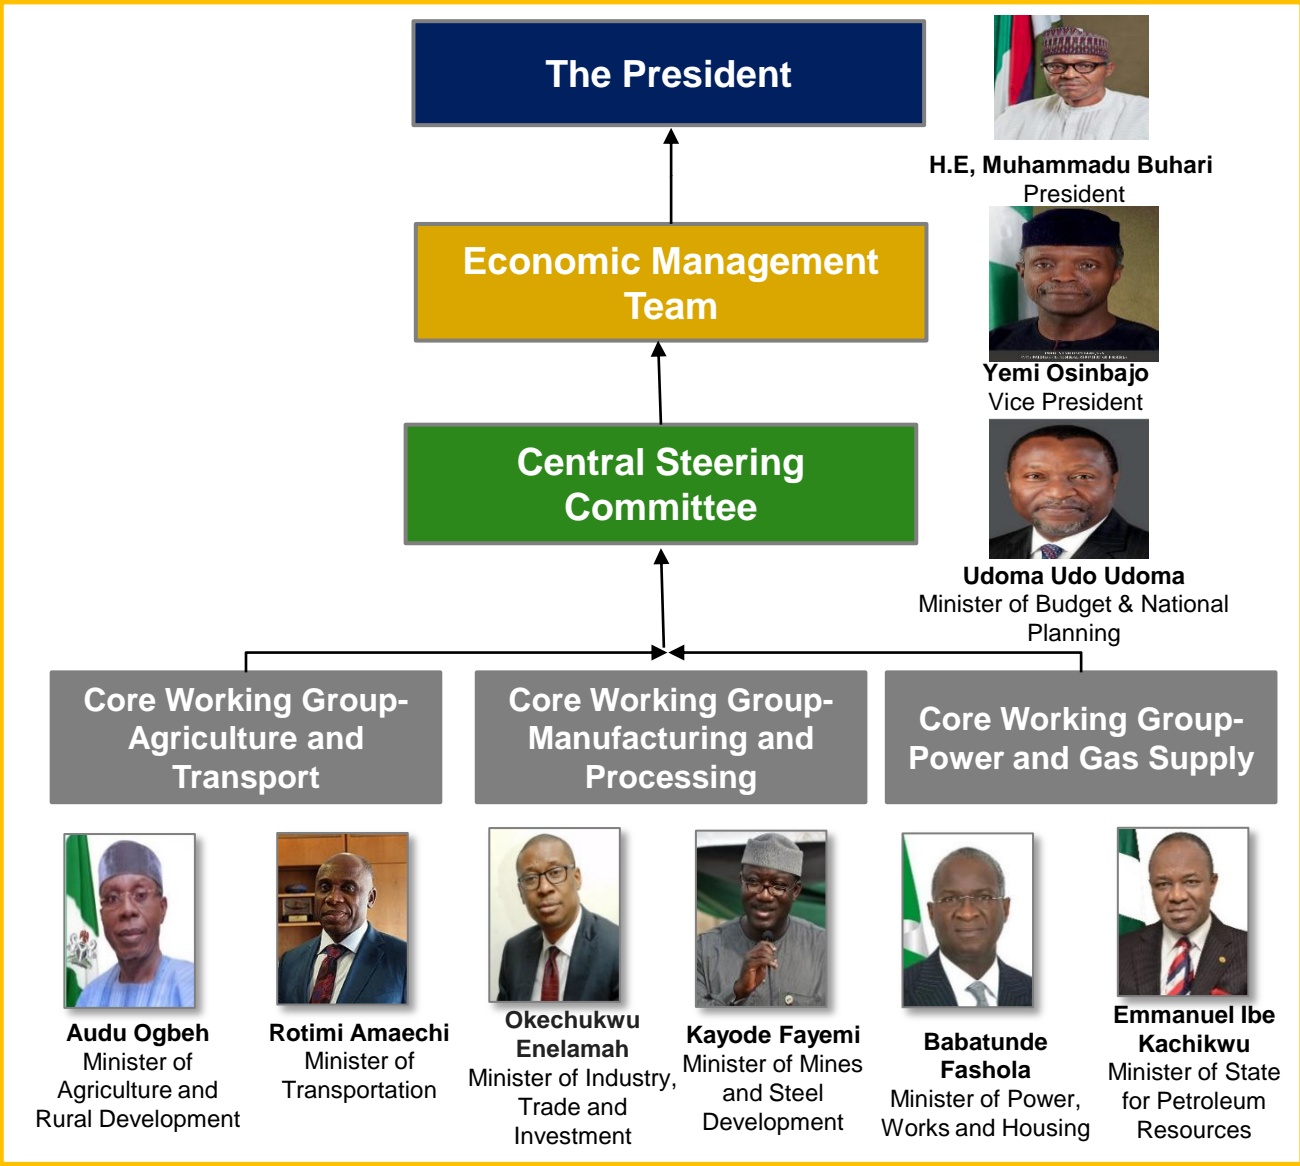 The President
H.E, Muhammadu Buhari
President
Economic Management
Team
Yemi Osinbajo
Vice President
Central Steering
Committee
Udoma Udo Udoma
Minister of Budget & National
Planning
Core Working Group-
Agriculture and
Transport
Core Working Group-
Manufacturing and
Processing
Core Working Group-
Power and Gas Supply
Audu Ogbeh
Minister of
Agriculture and
Rural Development
Rotimi Amaechi
Minister of
Transportation
Okechukwu
Enelamah
Minister of Industry,
Trade and
Investment
Kayode Fayemi
Minister of Mines
and Steel
Development
Babatunde
Fashola
Minister of Power,
Works and Housing
Emmanuel Ibe
Kachikwu
Minister of State
for Petroleum
Resources